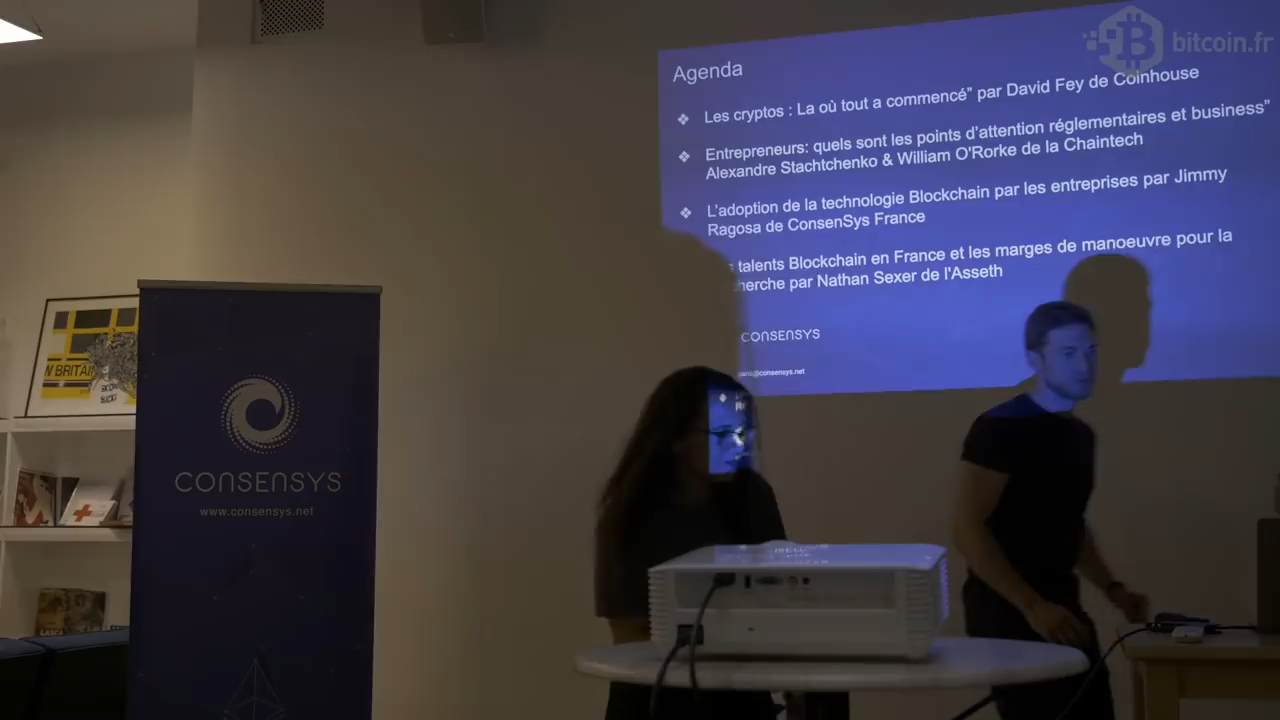 bitcoin.fr
Agenda
Les cryptos : La où tout a commencé" par David Fey de Coinhouse
Entrepreneurs: quels sont les points d'attention réglementaires et business"
Alexandre Stachtchenko & William O'Rorke de la Chaintech
L'adoption de la technologie Blockchain par les entreprises par Jimmy
Ragosa de ConsenSys France
talents Blockchain en France et les marges de manoeuvre pour la
herche par Nathan Sexer de l'Asseth
CONSENSYS
paris@consensys.net
CONSENSYS
www.consensys.net